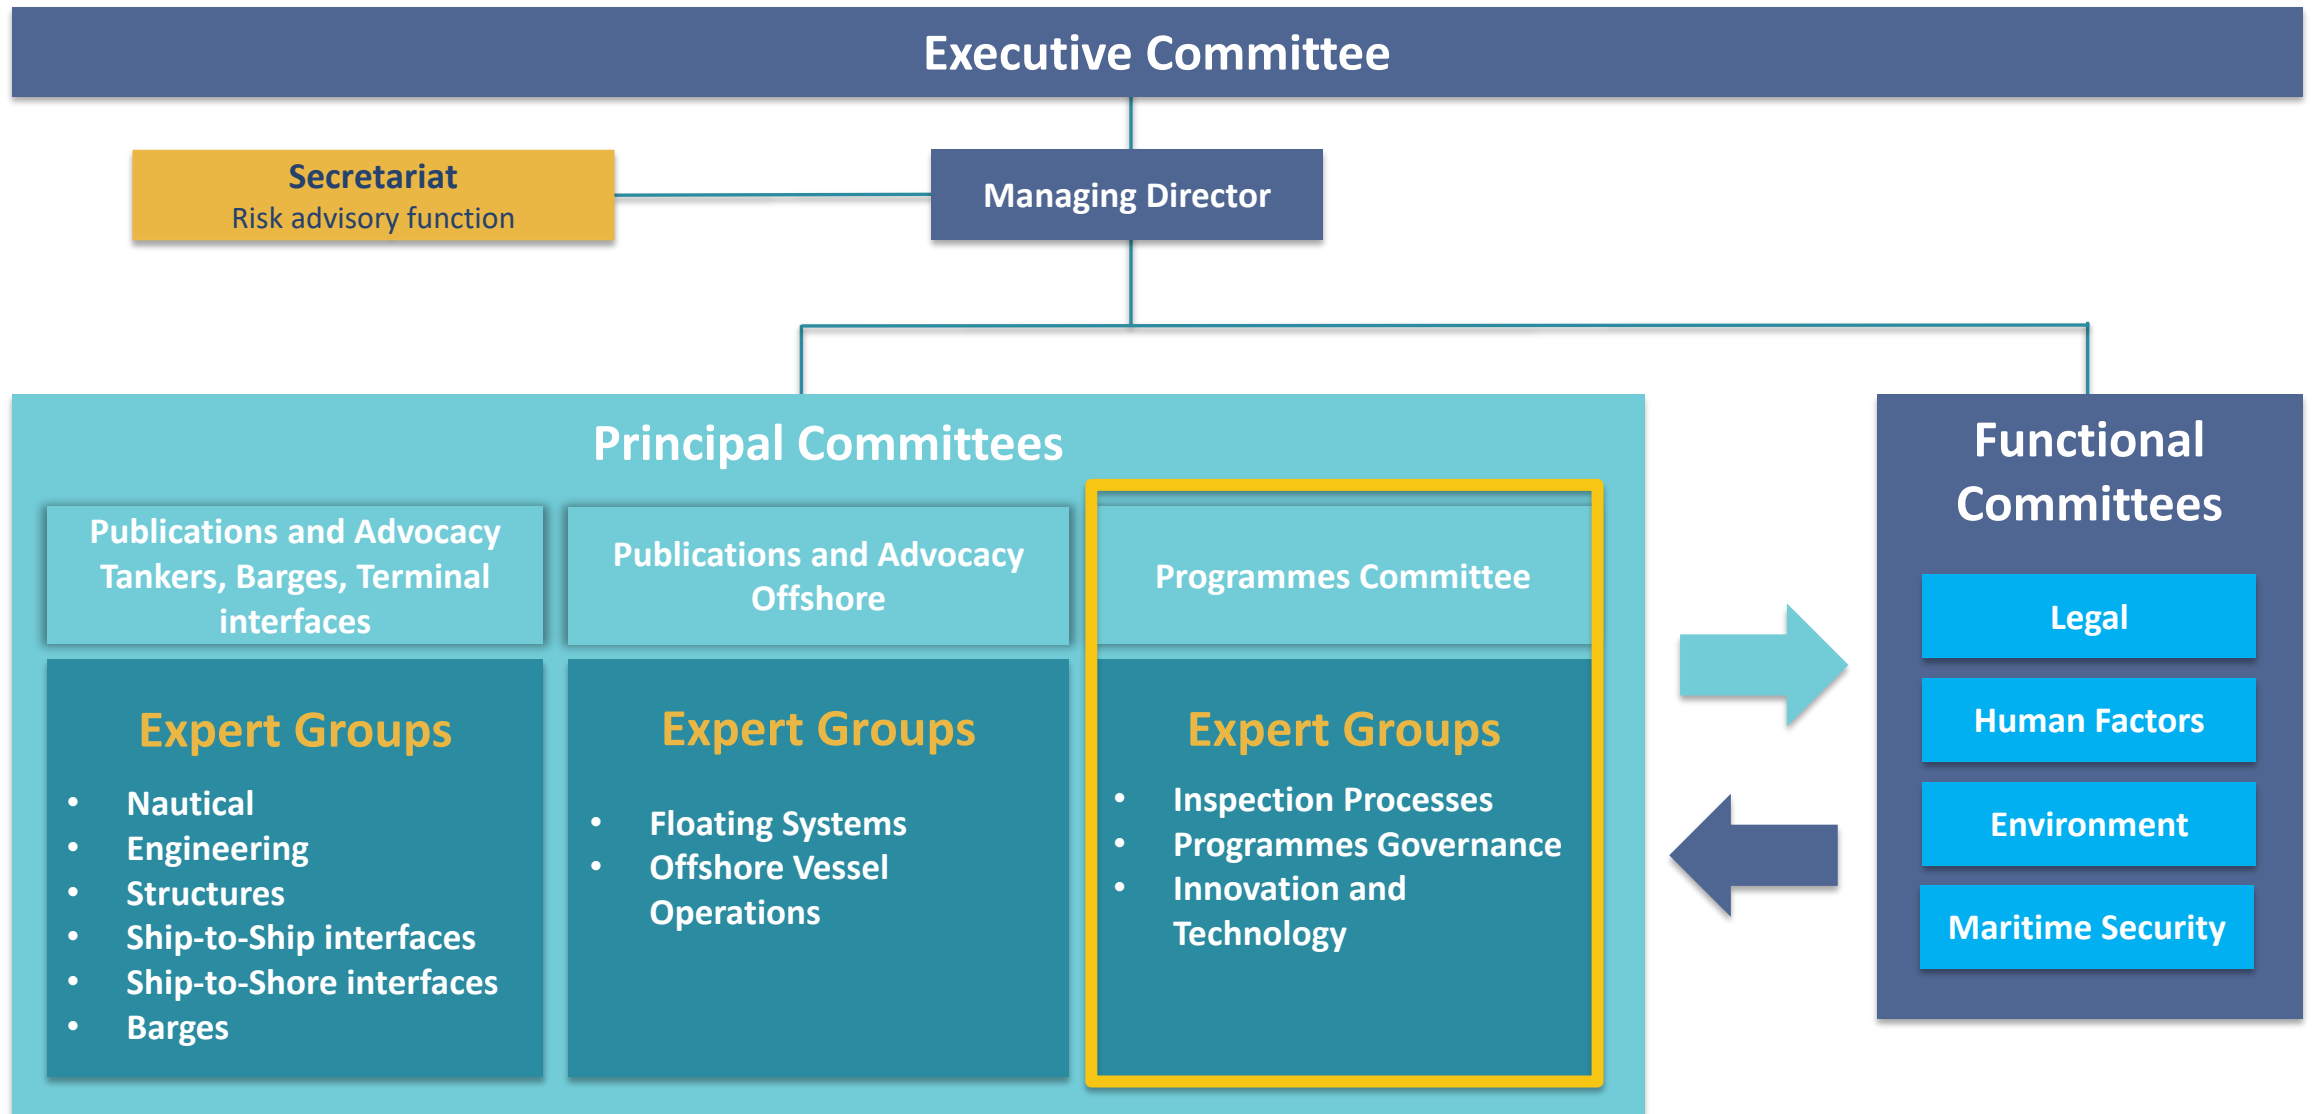 Executive Committee
Secretariat
Risk advisory function
Managing Director
Principal Committees
Publications and Advocacy
Tankers, Barges, Terminal
interfaces
Expert Groups
• Nautical
• Engineering
• Structures
• Ship-to-Ship interfaces
• Ship-to-Shore interfaces
• Barges
Publications and Advocacy
Offshore
Expert Groups
• Floating Systems
• Offshore Vessel
Operations
Programmes Committee
Expert Groups
• Inspection Processes
• Programmes Governance
• Innovation and
Technology
Functional
Committees
Legal
Human Factors
Environment
Maritime Security